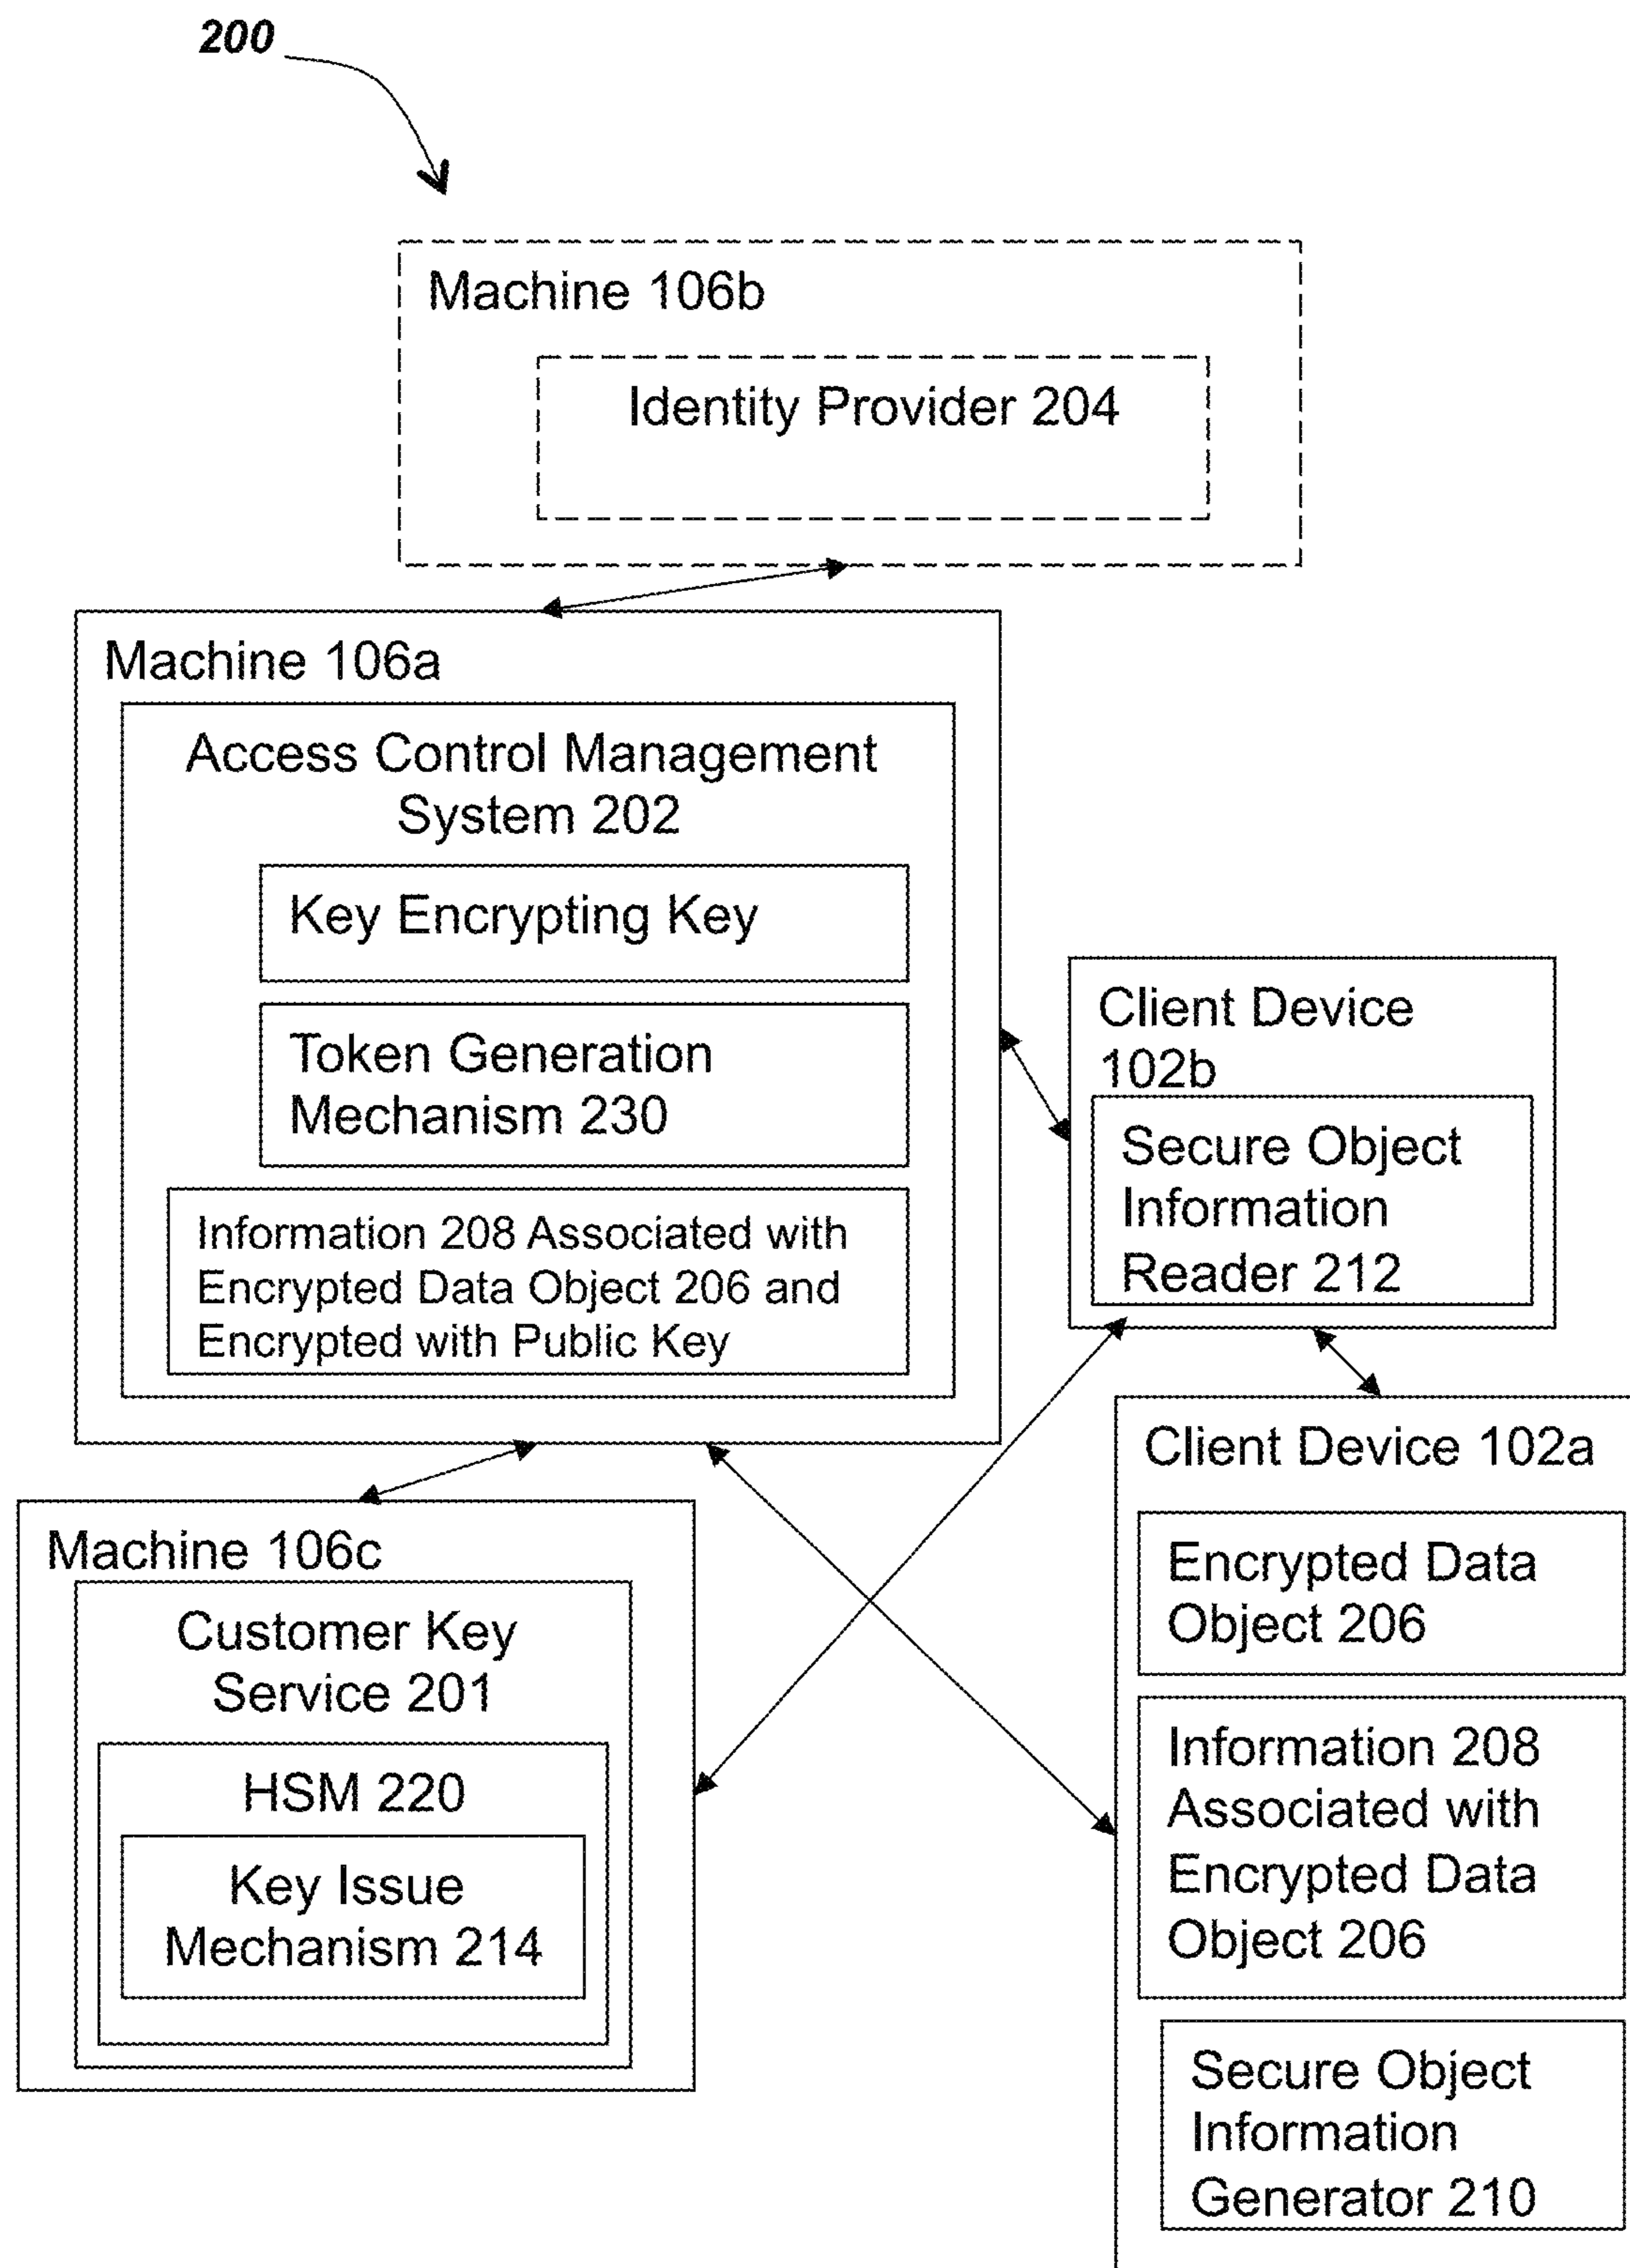 200
Machine 106b
Identity Provider 204
Machine 106a
Access Control Management
System 202
Key Encrypting Key
Token Generation
Mechanism 230
Information 208 Associated with
Encrypted Data Object 206 and
Encrypted with Public Key
Client Device
102b
Secure Object
Information
Reader 212
Machine 106c
Customer Key
Service 201
HSM 220
Key Issue
Mechanism 214
Client Device 102a
Encrypted Data
Object 206
Information 208
Associated with
Encrypted Data
Object 206
Secure Object
Information
Generator 210